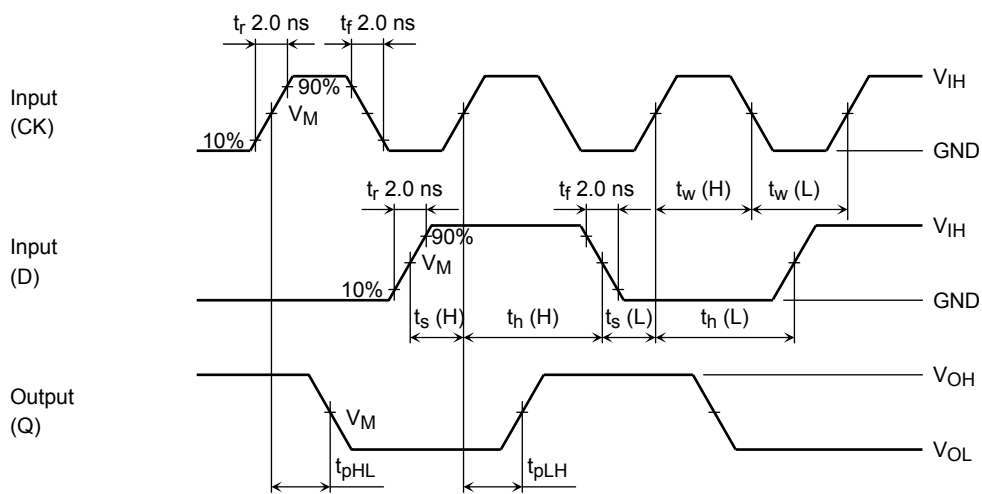 tr 2.0 ns tf 2.0 ns
Input
(CK)
90%
VM
10%
VIH
GND
tr 2.0 ns tf 2.0 ns tw (H) tw (L)
Input
(D)
90%
VM
10%
VIH
GND
ts (H) th (H) ts (L) th (L)
Output
(Q)
VM
VOH
VOL
tpHL tpLH